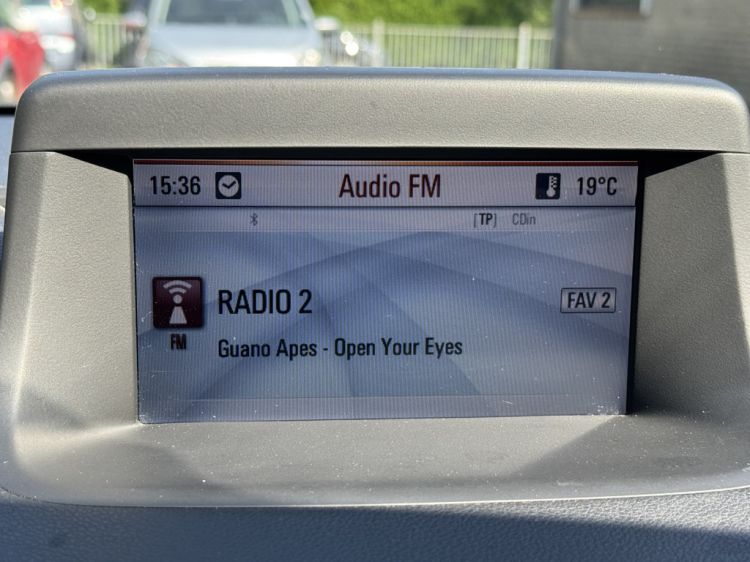 15:36 Audio FM 19°C
[TP] CDin
RADIO 2 FAV 2
FM
Guano Apes - Open Your Eyes